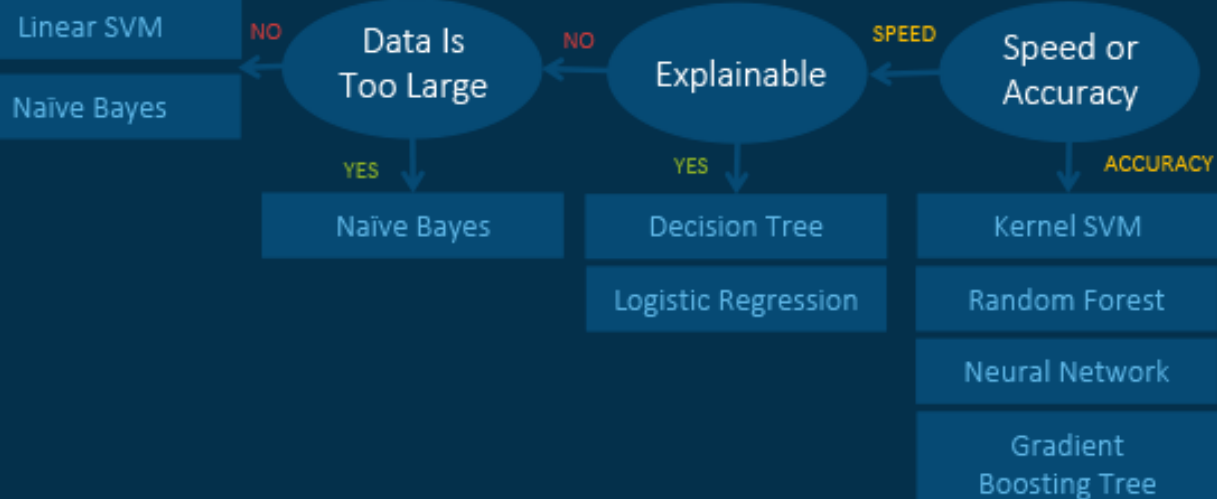 Linear SVM
NO
Data Is
Too Large
NO
Explainable
SPEED
Speed or
Accuracy
Naïve Bayes
YES
YES
ACCURACY
Naïve Bayes
Decision Tree
Kernel SVM
Logistic Regression
Random Forest
Neural Network
Gradient
Boosting Tree